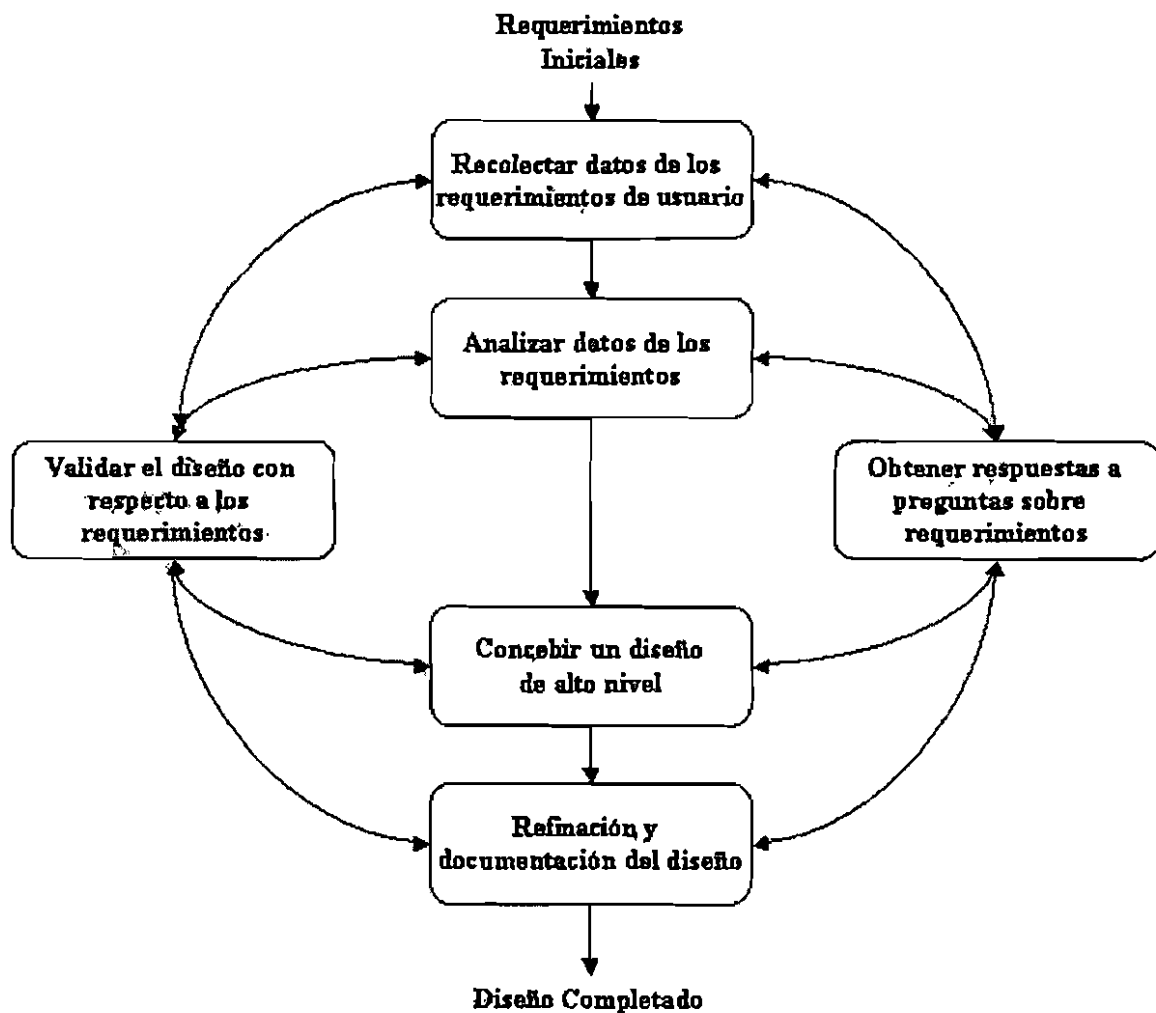 Requerimientos
Iniciales
Recolectar datos de los
requerimientos de usuario
Analizar datos de los
requerimientos
Validar el diseño con
respecto a los
requerimientos
Obtener respuestas a
preguntas sobre
requerimientos
Concebir un diseño
de alto nivel
Refinación y
documentación del diseño
Diseño Completado